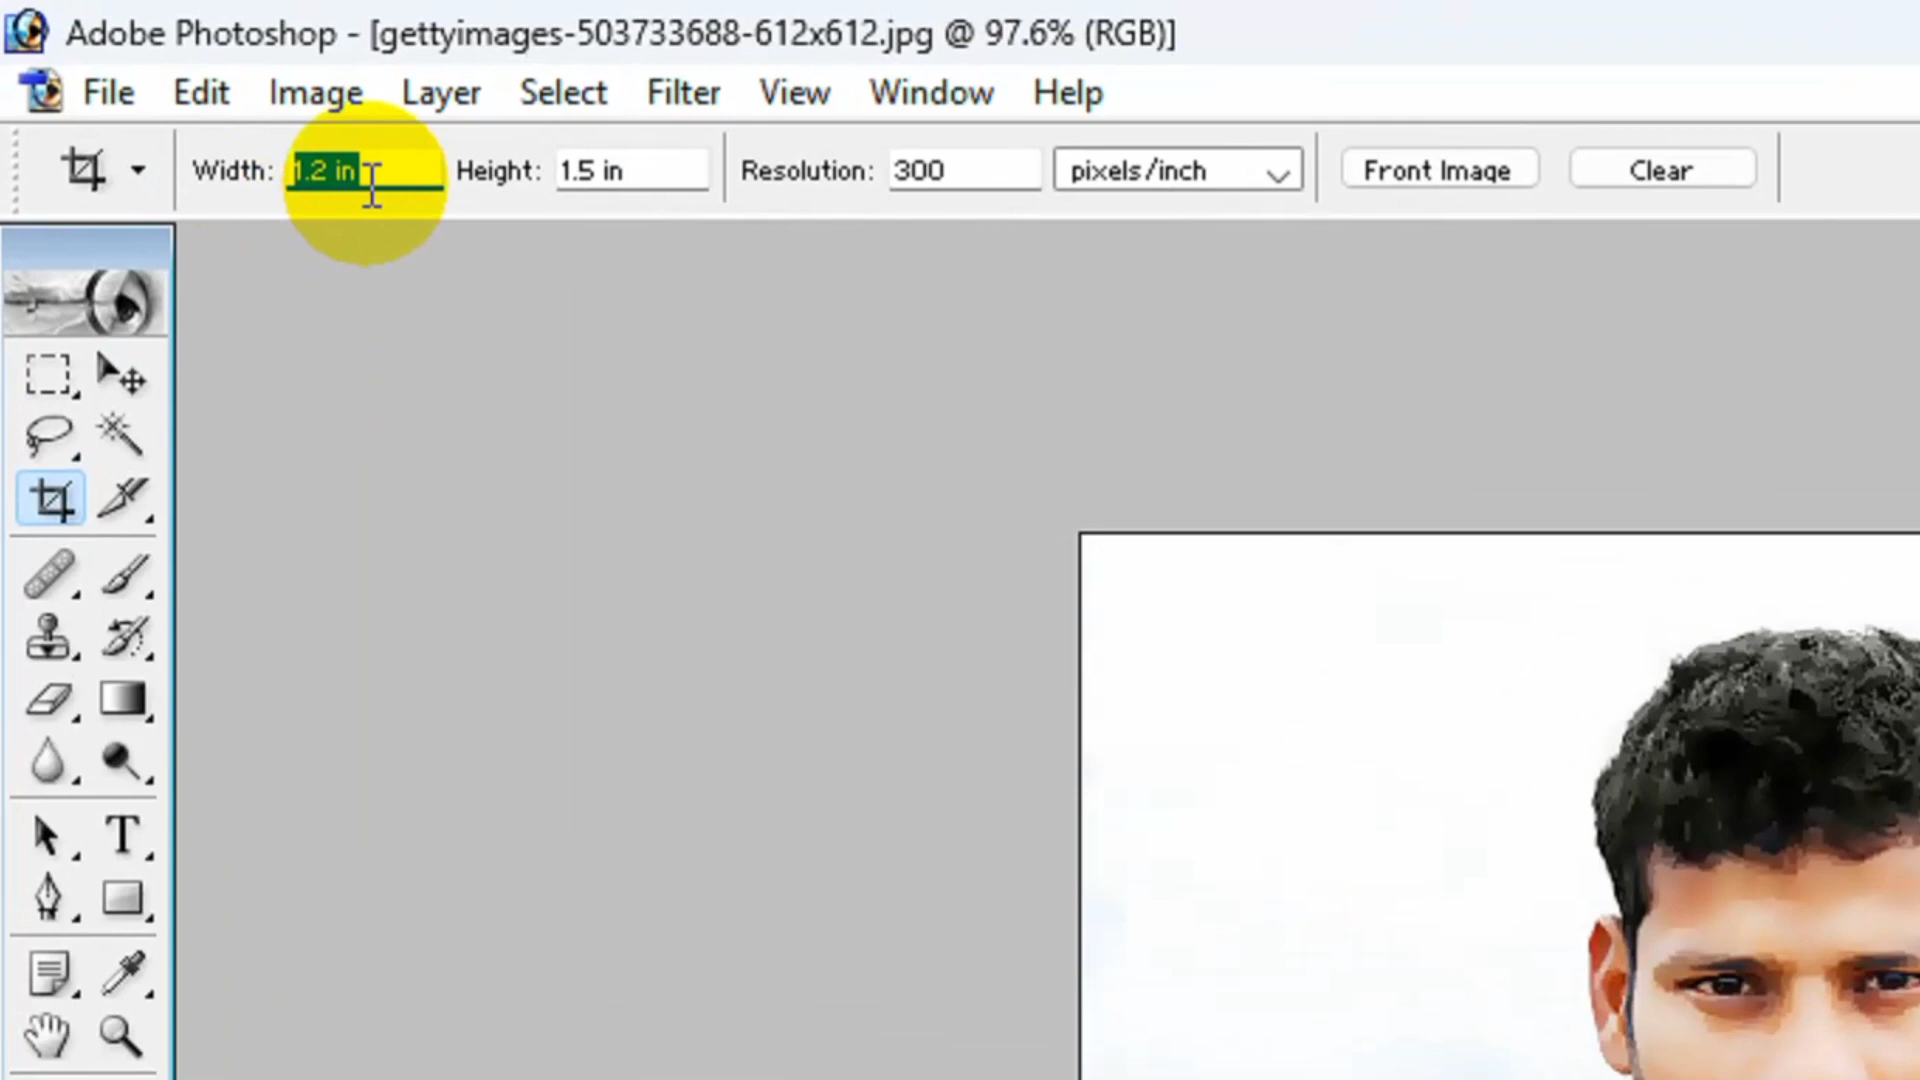 Adobe Photoshop - [gettyimages-503733688-612x612.jpg @ 97.6% (RGB)]
File Edit Image Layer Select Filter View Window Help
Width: 1.2 in Height: 1.5 in Resolution: 300 pixels/inch Front Image Clear
T